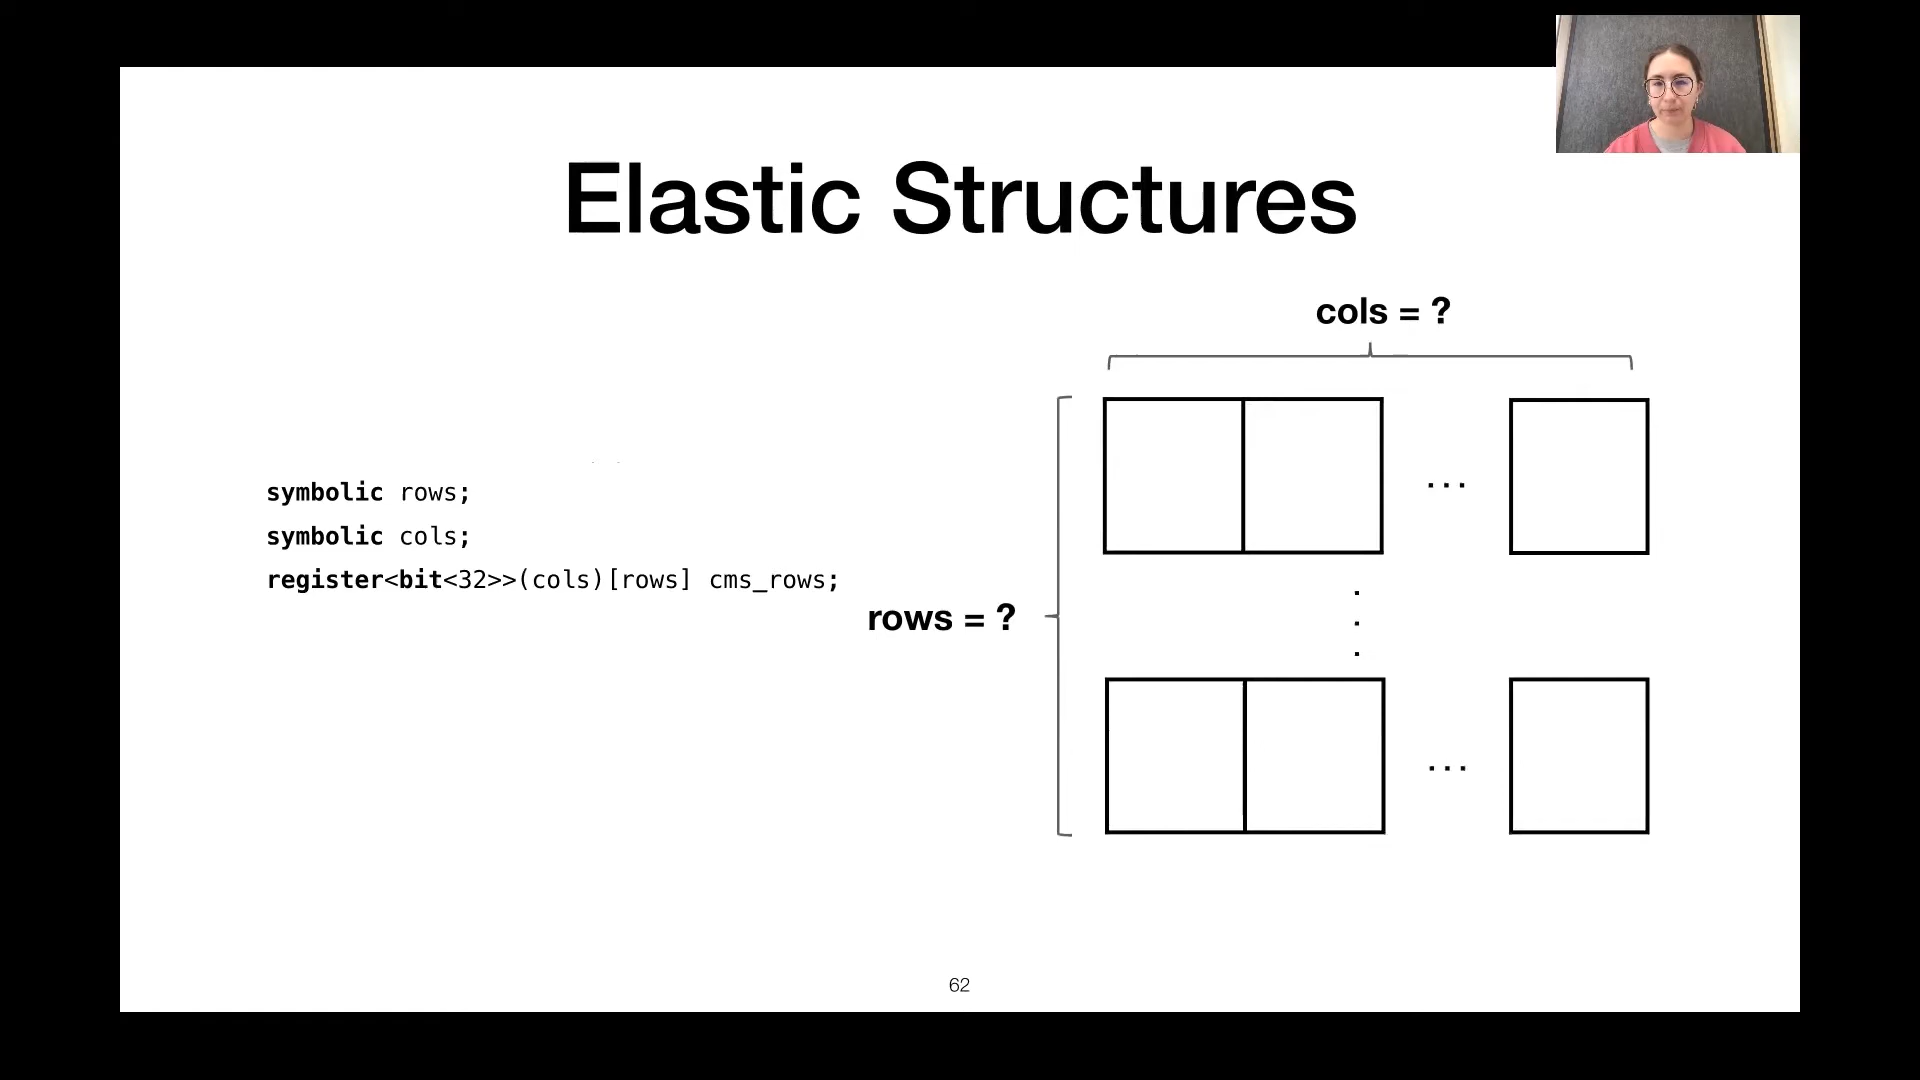 Elastic Structures
cols = ?
symbolic rows;
symbolic cols;
register<bit<32>>(cols)[rows] cms_rows;
rows = ?
...
...
62